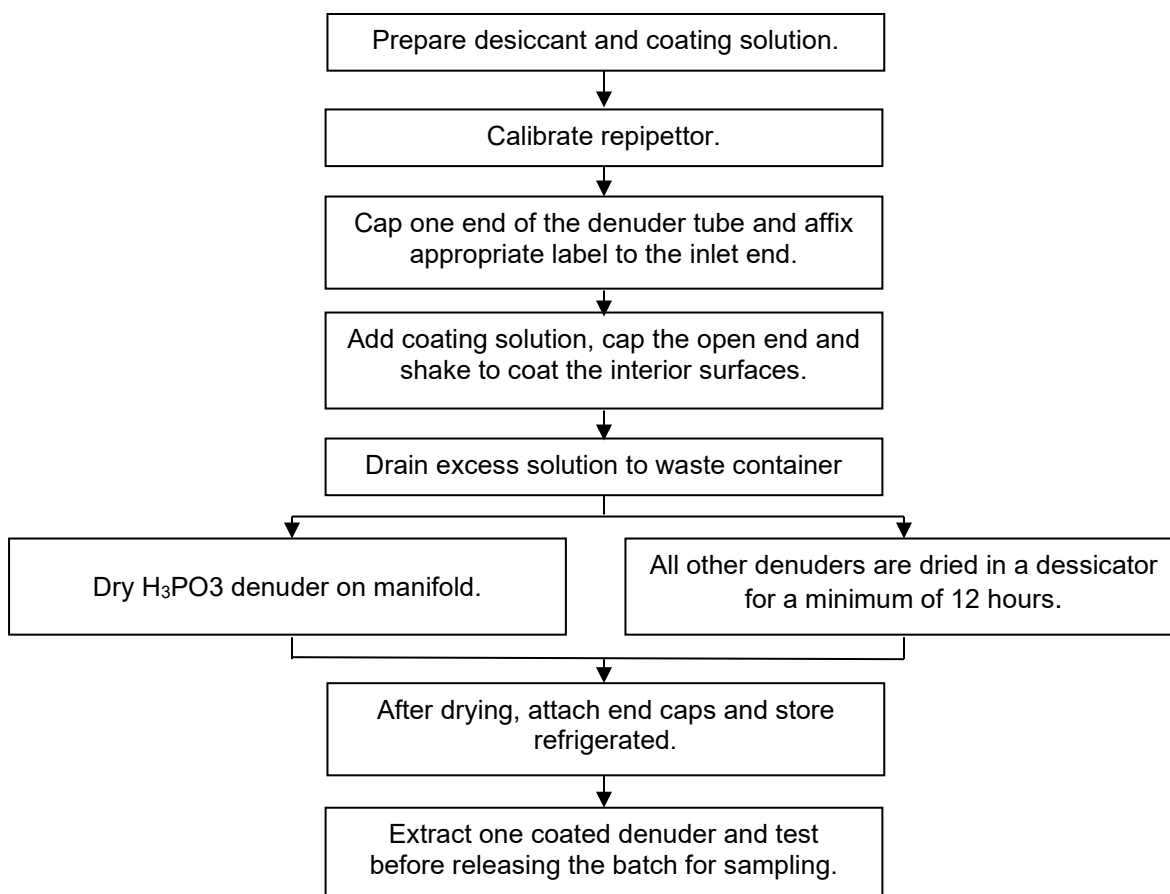 Prepare desiccant and coating solution.
Calibrate repipettor.
Cap one end of the denuder tube and affix
appropriate label to the inlet end.
Add coating solution, cap the open end and
shake to coat the interior surfaces.
Drain excess solution to waste container
Dry H₃PO3 denuder on manifold.
All other denuders are dried in a dessicator
for a minimum of 12 hours.
After drying, attach end caps and store
refrigerated.
Extract one coated denuder and test
before releasing the batch for sampling.